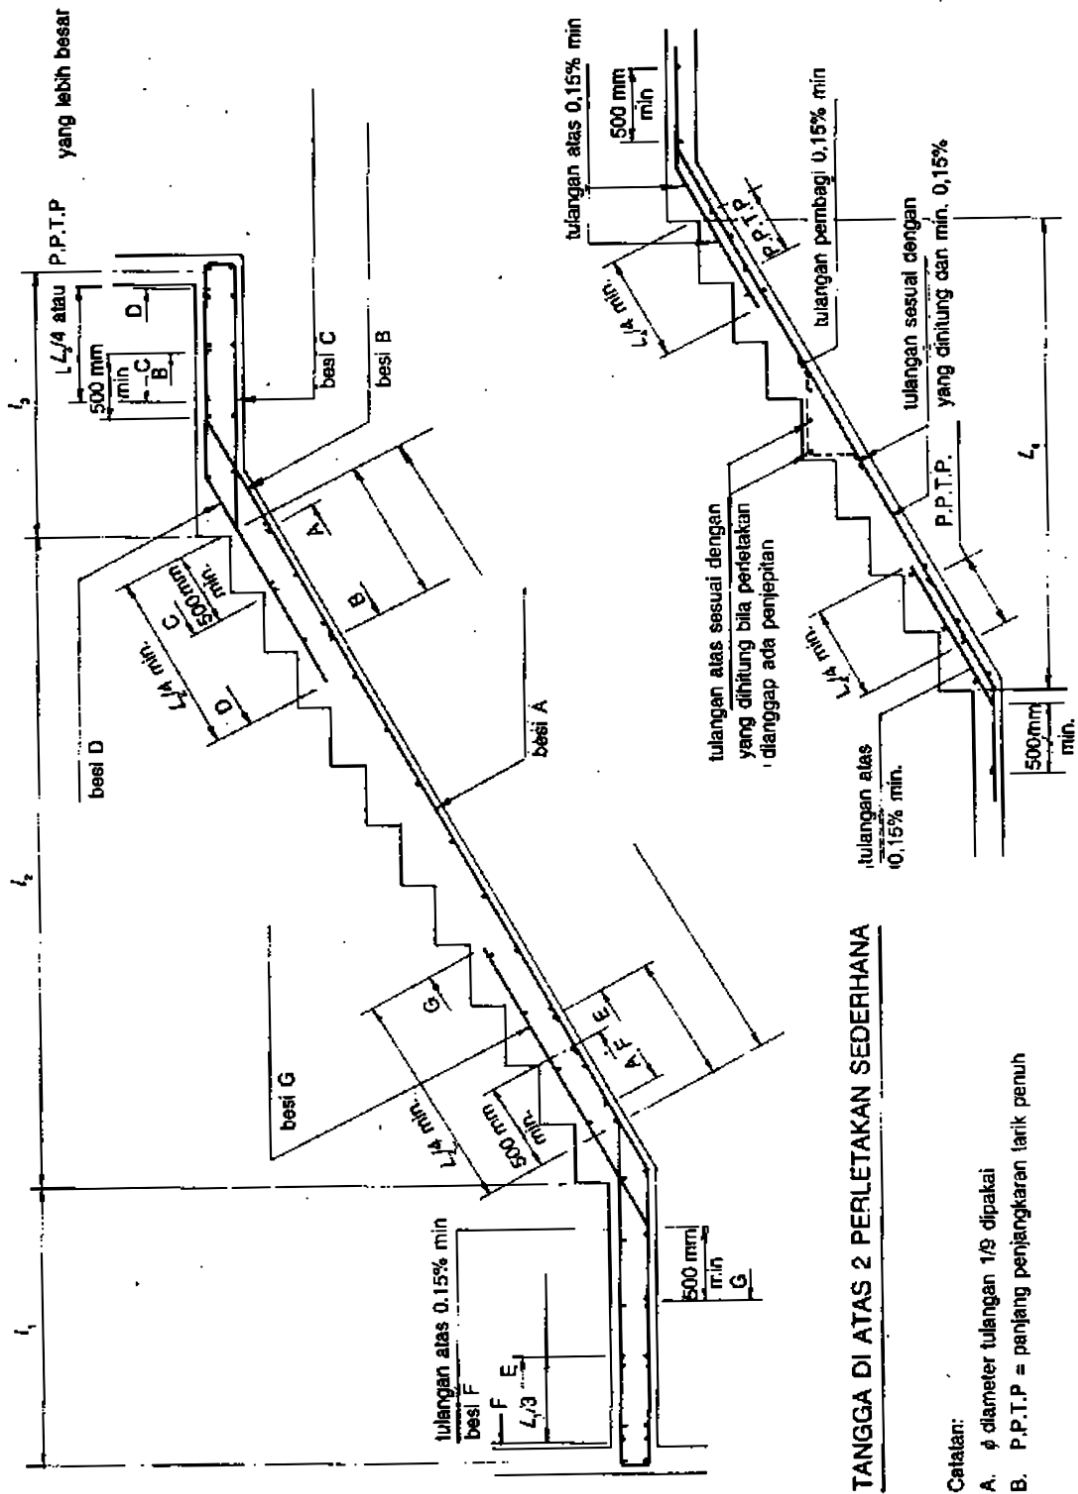 l₁
l₂
l₃
L₃/4 atau P.P.T.P
yang lebih besar
500 mm
min
C
B
D
besi C
besi B
besi D
L₂/4 min.
500mm
min.
C
D
A
B
besi A
besi G
L₂/4 min.
500 mm
min.
G
E
F
A
tulangan atas 0.15% min
besi F
F
E
L₁/3
500 mm
min
G
tulangan atas 0,15% min
500 mm
min
L₄/4 min.
P.P.T.P
tulangan pembagi 0,15% min
tulangan sesuai dengan
yang dihitung dan min. 0,15%
P.P.T.P.
tulangan atas sesuai dengan
yang dihitung bila perletakan
dianggap ada penjepitan
L₄/4 min.
L₄
tulangan atas
0,15% min.
500mm
min.
TANGGA DI ATAS 2 PERLETAKAN SEDERHANA
Catatan:
A. ϕ diameter tulangan 1/9 dipakai
B. P.P.T.P = panjang penjangkaran tarik penuh